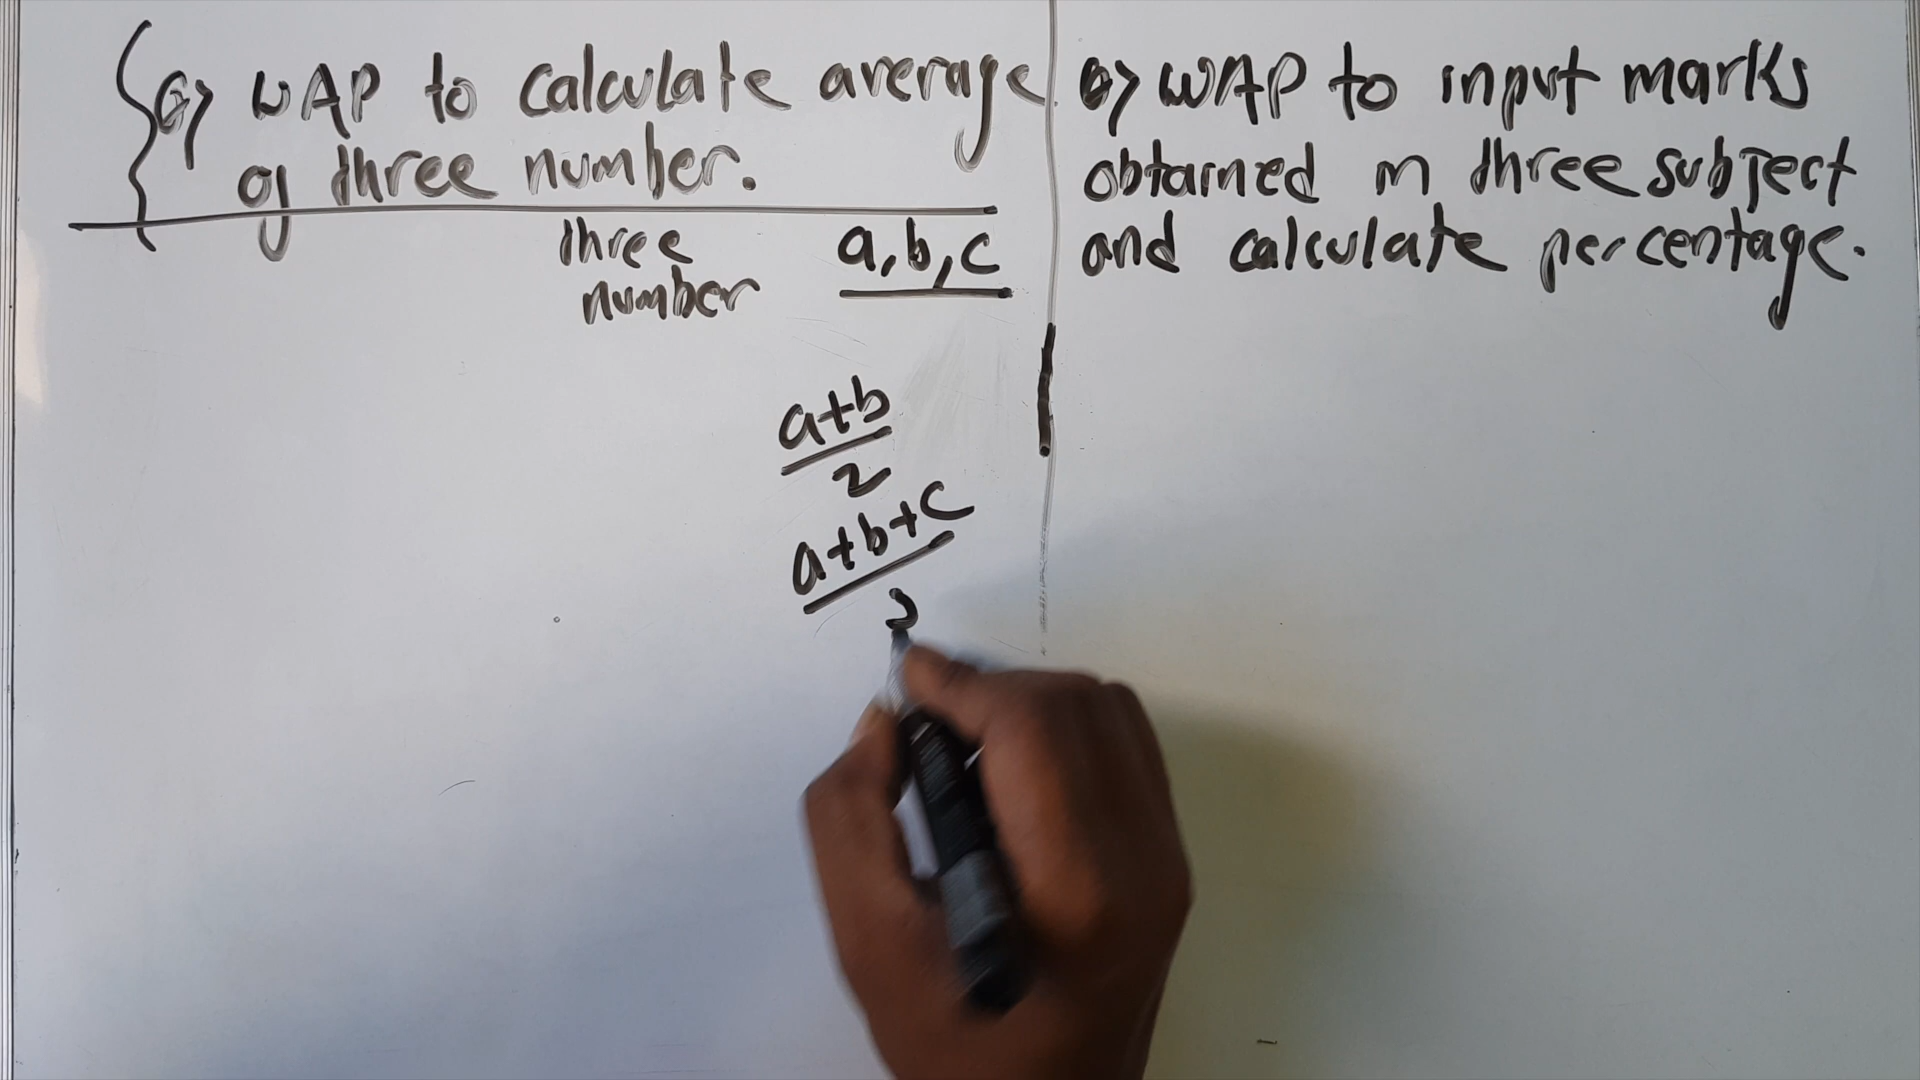 Q> WAP to calculate average
of three number.
three
number
a, b, c
a+b
2
a+b+c
Q> WAP to input marks
obtained in three subject
and calculate percentage.